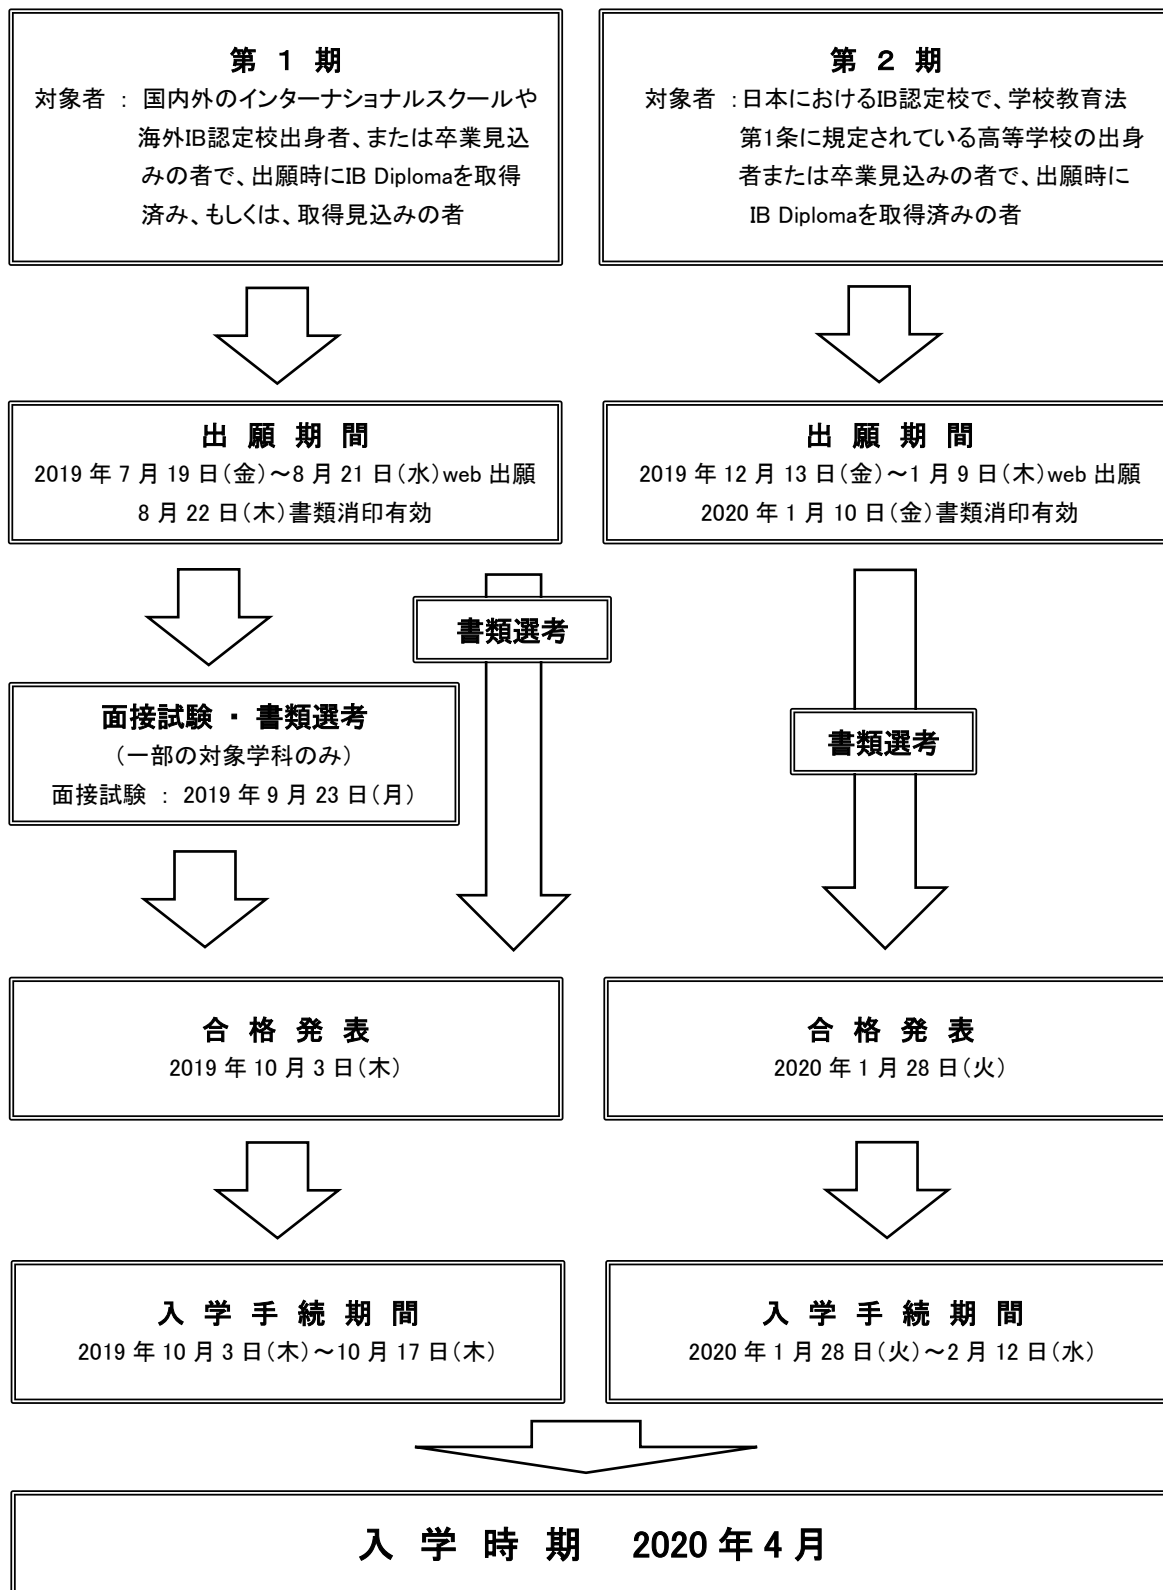 第 1 期
対象者 : 国内外のインターナショナルスクールや
海外IB認定校出身者、または卒業見込
みの者で、出願時にIB Diplomaを取得
済み、もしくは、取得見込みの者
第 2 期
対象者 :日本におけるIB認定校で、学校教育法
第1条に規定されている高等学校の出身
者または卒業見込みの者で、出願時に
IB Diplomaを取得済みの者
出 願 期 間
2019 年 7 月 19 日(金)~8 月 21 日(水)web 出願
8 月 22 日(木)書類消印有効
出 願 期 間
2019 年 12 月 13 日(金)~1 月 9 日(木)web 出願
2020 年 1 月 10 日(金)書類消印有効
書類選考
面接試験 ・ 書類選考
(一部の対象学科のみ)
面接試験 : 2019 年 9 月 23 日(月)
書類選考
合 格 発 表
2019 年 10 月 3 日(木)
合 格 発 表
2020 年 1 月 28 日(火)
入 学 手 続 期 間
2019 年 10 月 3 日(木)~10 月 17 日(木)
入 学 手 続 期 間
2020 年 1 月 28 日(火)~2 月 12 日(水)
入 学 時 期 2020 年 4 月